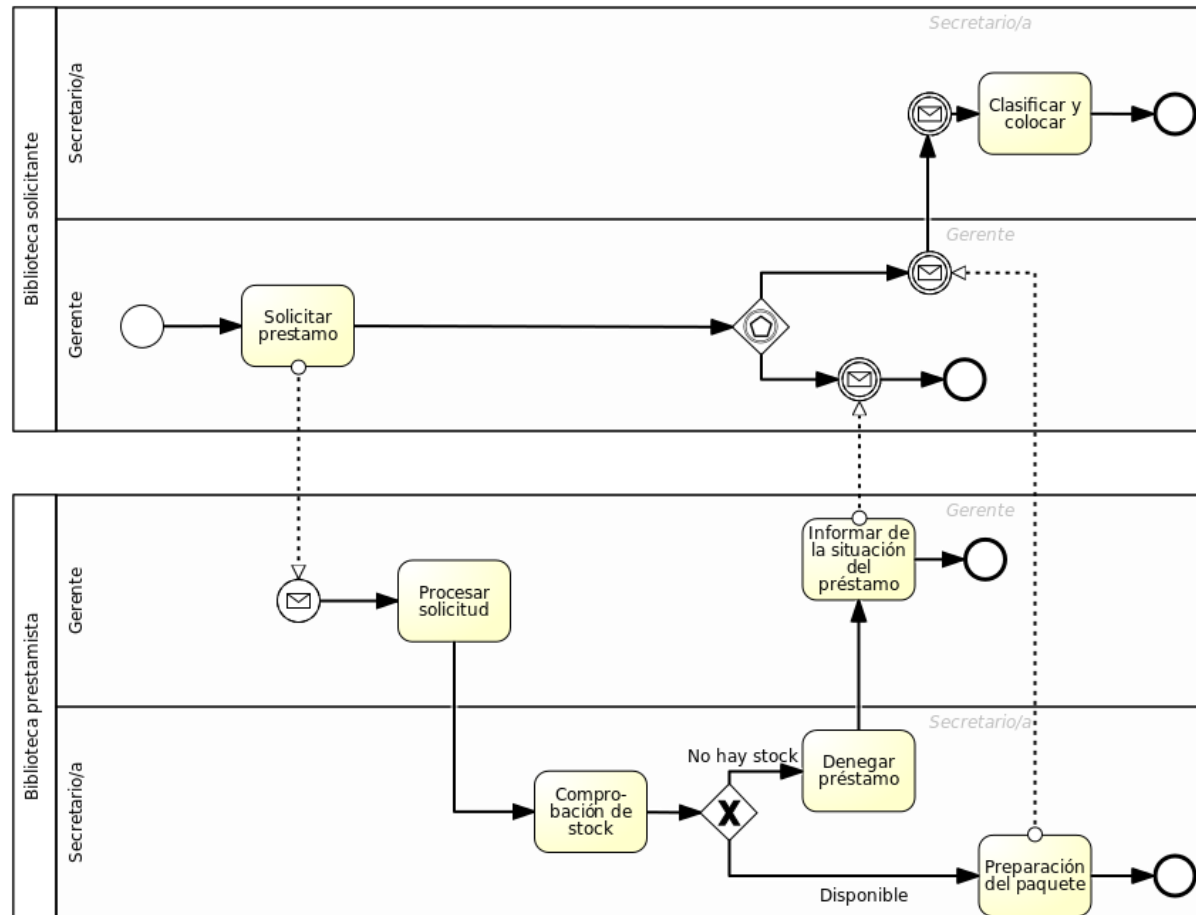 Biblioteca solicitante
Secretario/a
Secretario/a
Clasificar y
colocar
Gerente
Gerente
Solicitar
prestamo
Biblioteca prestamista
Gerente
Gerente
Informar de
la situación
del
préstamo
Procesar
solicitud
Secretario/a
Secretario/a
No hay stock
Denegar
préstamo
Compro-
bación de
stock
X
Disponible
Preparación
del paquete